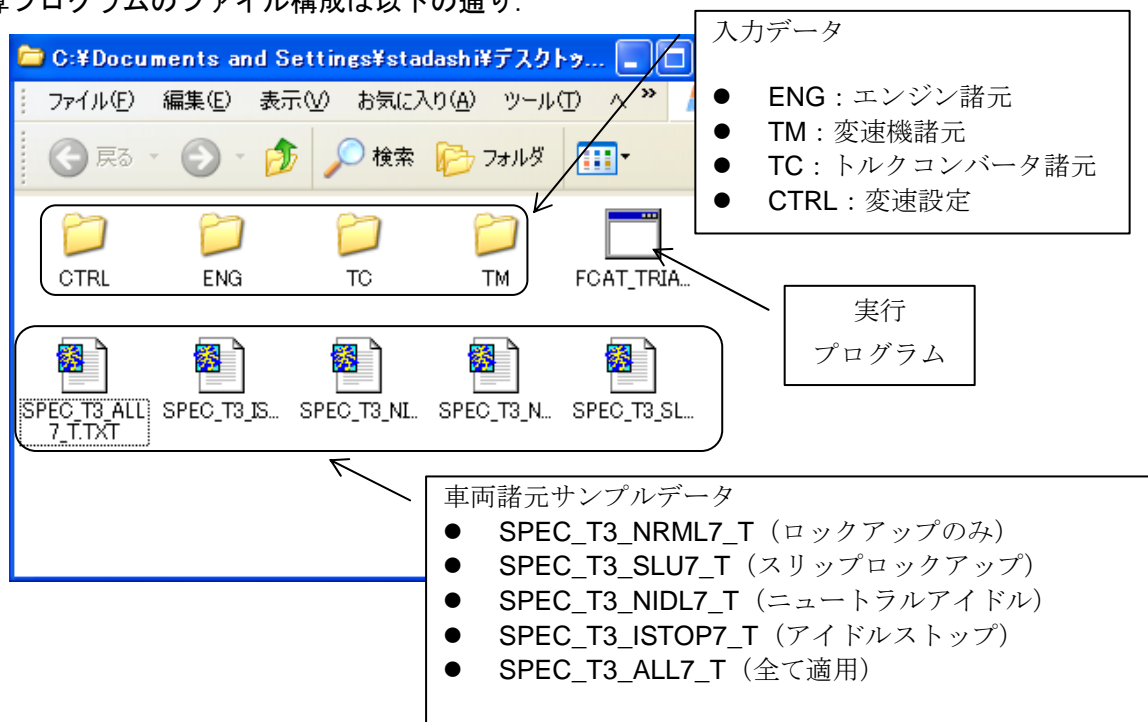 算プログラムのファイル構成は以下の通り.
入力データ
● ENG：エンジン諸元
● TM：変速機諸元
● TC：トルクコンバータ諸元
● CTRL：変速設定
C:¥Documents and Settings¥stadashi¥デスクトゥ...
ファイル(F) 編集(E) 表示(V) お気に入り(A) ツール(T) ヘ »
戻る 検索 フォルダ
CTRL ENG TC TM FCAT_TRIA...
実行
プログラム
SPEC_T3_ALL SPEC_T3_IS... SPEC_T3_NI... SPEC_T3_N... SPEC_T3_SL...
7_T.TXT
車両諸元サンプルデータ
● SPEC_T3_NRML7_T（ロックアップのみ）
● SPEC_T3_SLU7_T（スリップロックアップ）
● SPEC_T3_NIDL7_T（ニュートラルアイドル）
● SPEC_T3_ISTOP7_T（アイドルストップ）
● SPEC_T3_ALL7_T（全て適用）